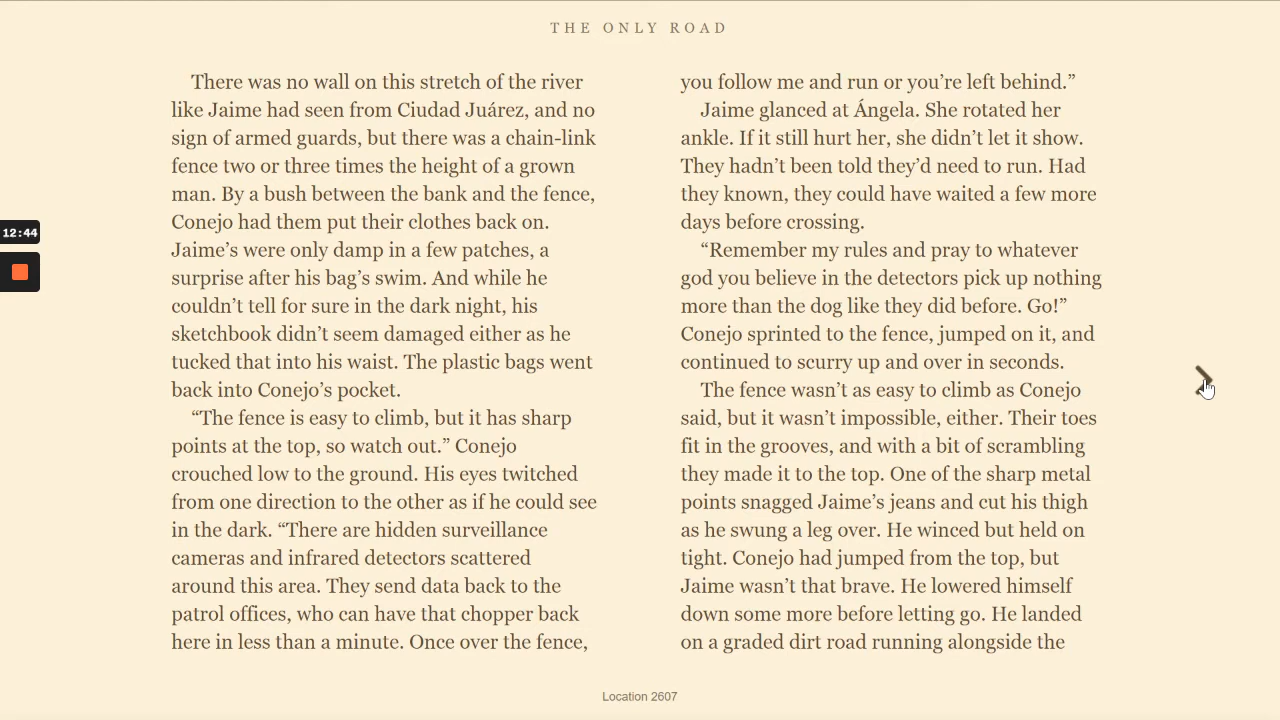 THE ONLY ROAD
There was no wall on this stretch of the river
like Jaime had seen from Ciudad Juárez, and no
sign of armed guards, but there was a chain-link
fence two or three times the height of a grown
man. By a bush between the bank and the fence,
Conejo had them put their clothes back on.
Jaime’s were only damp in a few patches, a
surprise after his bag’s swim. And while he
couldn’t tell for sure in the dark night, his
sketchbook didn’t seem damaged either as he
tucked that into his waist. The plastic bags went
back into Conejo’s pocket.
“The fence is easy to climb, but it has sharp
points at the top, so watch out.” Conejo
crouched low to the ground. His eyes twitched
from one direction to the other as if he could see
in the dark. “There are hidden surveillance
cameras and infrared detectors scattered
around this area. They send data back to the
patrol offices, who can have that chopper back
here in less than a minute. Once over the fence,
you follow me and run or you’re left behind.”
Jaime glanced at Ángela. She rotated her
ankle. If it still hurt her, she didn’t let it show.
They hadn’t been told they’d need to run. Had
they known, they could have waited a few more
days before crossing.
“Remember my rules and pray to whatever
god you believe in the detectors pick up nothing
more than the dog like they did before. Go!”
Conejo sprinted to the fence, jumped on it, and
continued to scurry up and over in seconds.
The fence wasn’t as easy to climb as Conejo
said, but it wasn’t impossible, either. Their toes
fit in the grooves, and with a bit of scrambling
they made it to the top. One of the sharp metal
points snagged Jaime’s jeans and cut his thigh
as he swung a leg over. He winced but held on
tight. Conejo had jumped from the top, but
Jaime wasn’t that brave. He lowered himself
down some more before letting go. He landed
on a graded dirt road running alongside the
12:44
Location 2607